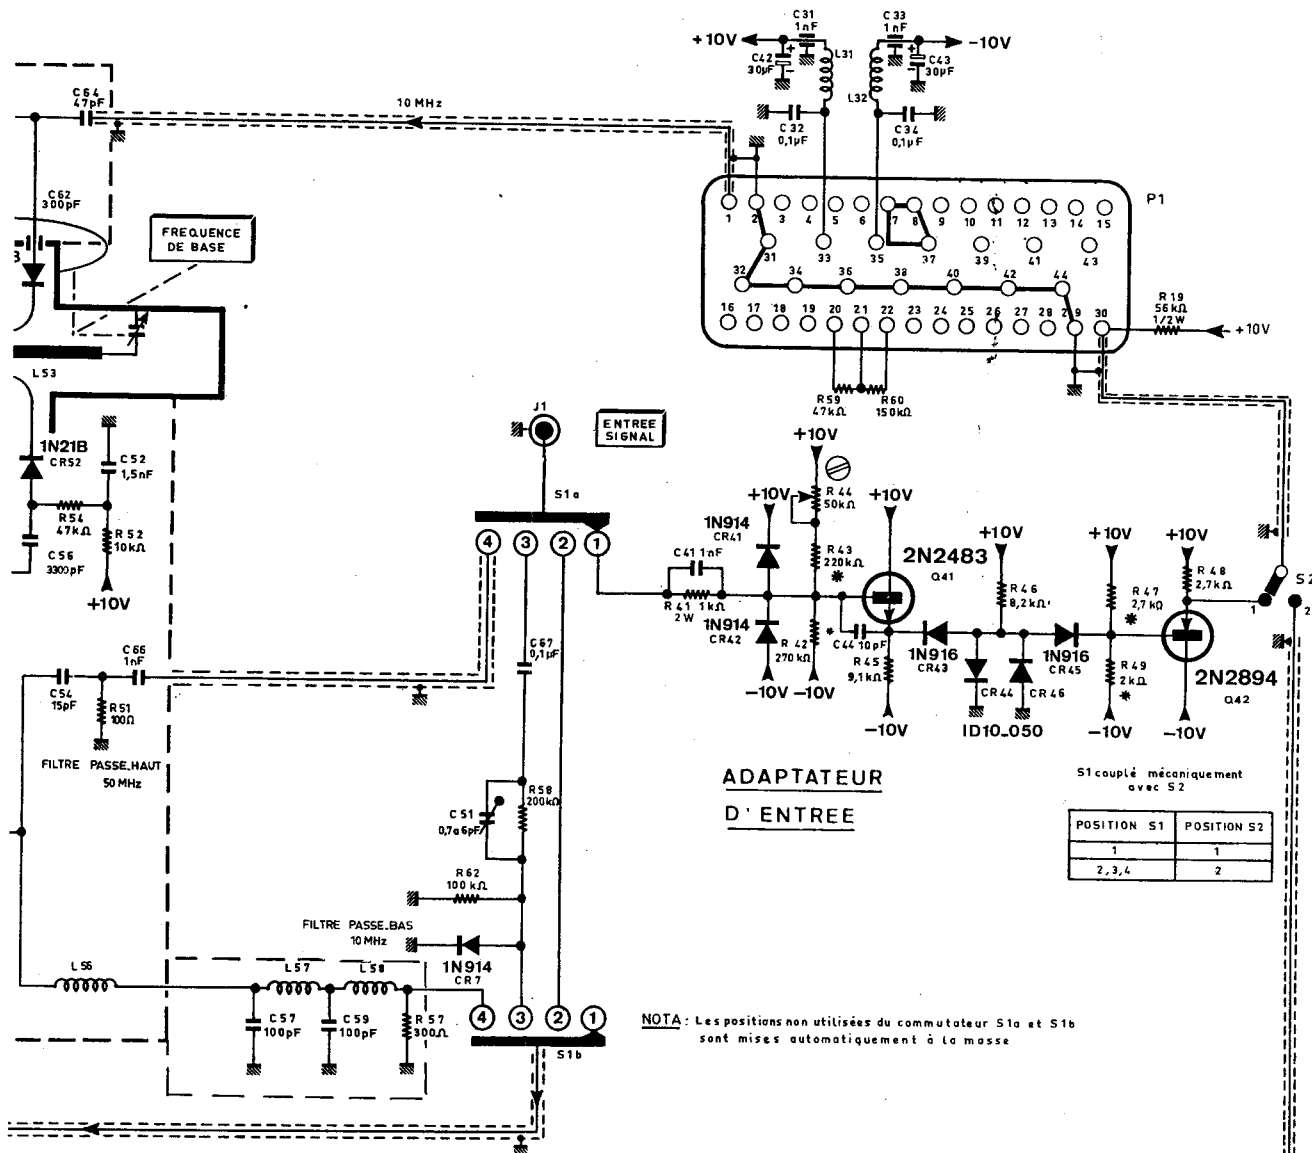 C31
1nF
C33
1nF
+10V
-10V
C42
30µF
+
-
L31
+
-
C43
30µF
L32
C64
47pF
10 MHz
C32
0,1µF
C34
0,1µF
P1
1
2
3
4
5
6
7
8
9
10
11
12
13
14
15
31
33
35
37
39
41
43
32
34
36
38
40
42
44
16
17
18
19
20
21
22
23
24
25
26
27
28
29
30
R19
56kΩ
1/2W
+10V
C62
300pF
FREQUENCE
DE BASE
L53
R59
47kΩ
R60
150kΩ
J1
ENTREE
SIGNAL
1N21B
CR52
C52
1,5nF
R54
47kΩ
R52
10kΩ
C56
3300pF
+10V
S1a
4
3
2
1
+10V
R44
50kΩ
+10V
+10V
1N914
CR41
C41 1nF
R43
220kΩ
*
2N2483
Q41
+10V
+10V
+10V
R46
8,2kΩ
R47
2,7kΩ
*
R48
2,7kΩ
S2
1
2
R41 1kΩ
2W
1N914
CR42
R42
270kΩ
*
C44 10pF
R45
9,1kΩ
1N916
CR43
CR44
CR46
1N916
CR45
R49
2kΩ
*
2N2894
Q42
-10V
-10V
-10V
ID10_050
-10V
-10V
C67
0,1µF
C66
1nF
C54
15pF
R51
100Ω
FILTRE PASSE_HAUT
50 MHz
ADAPTATEUR
D'ENTREE
S1 couplé mécaniquement
avec S2
POSITION S1
POSITION S2
1
1
2,3,4
2
R58
200kΩ
C51
0,7 à 6pF
R62
100 kΩ
FILTRE PASSE_BAS
10 MHz
1N914
CR7
L56
L57
L58
C57
100pF
C59
100pF
R57
300Ω
4
3
2
1
S1b
NOTA : Les positions non utilisées du commutateur S1a et S1b
sont mises automatiquement à la masse